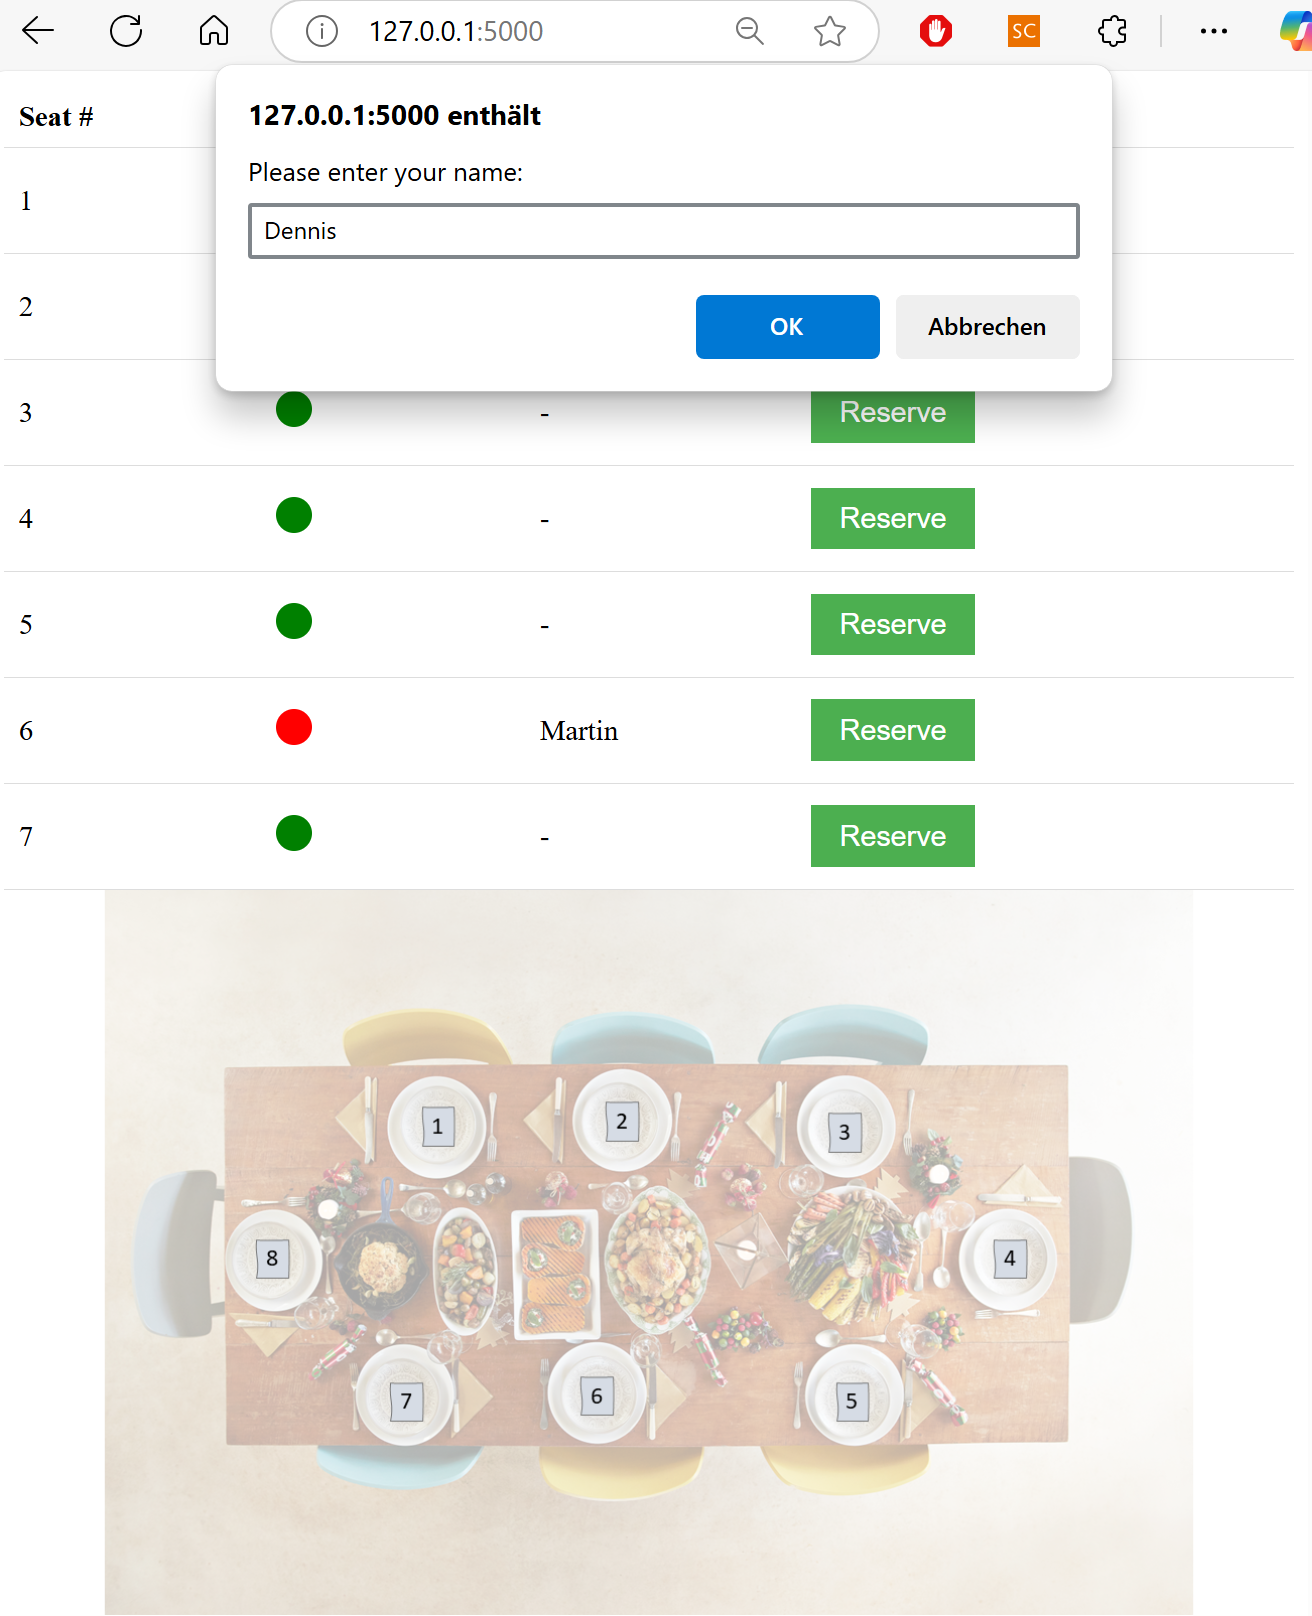 127.0.0.1:5000
SC
127.0.0.1:5000 enthält
Please enter your name:
Dennis
OK
Abbrechen
Seat #
1
2
3 - Reserve
4 - Reserve
5 - Reserve
6 Martin Reserve
7 - Reserve
1
2
3
8
4
7
6
5